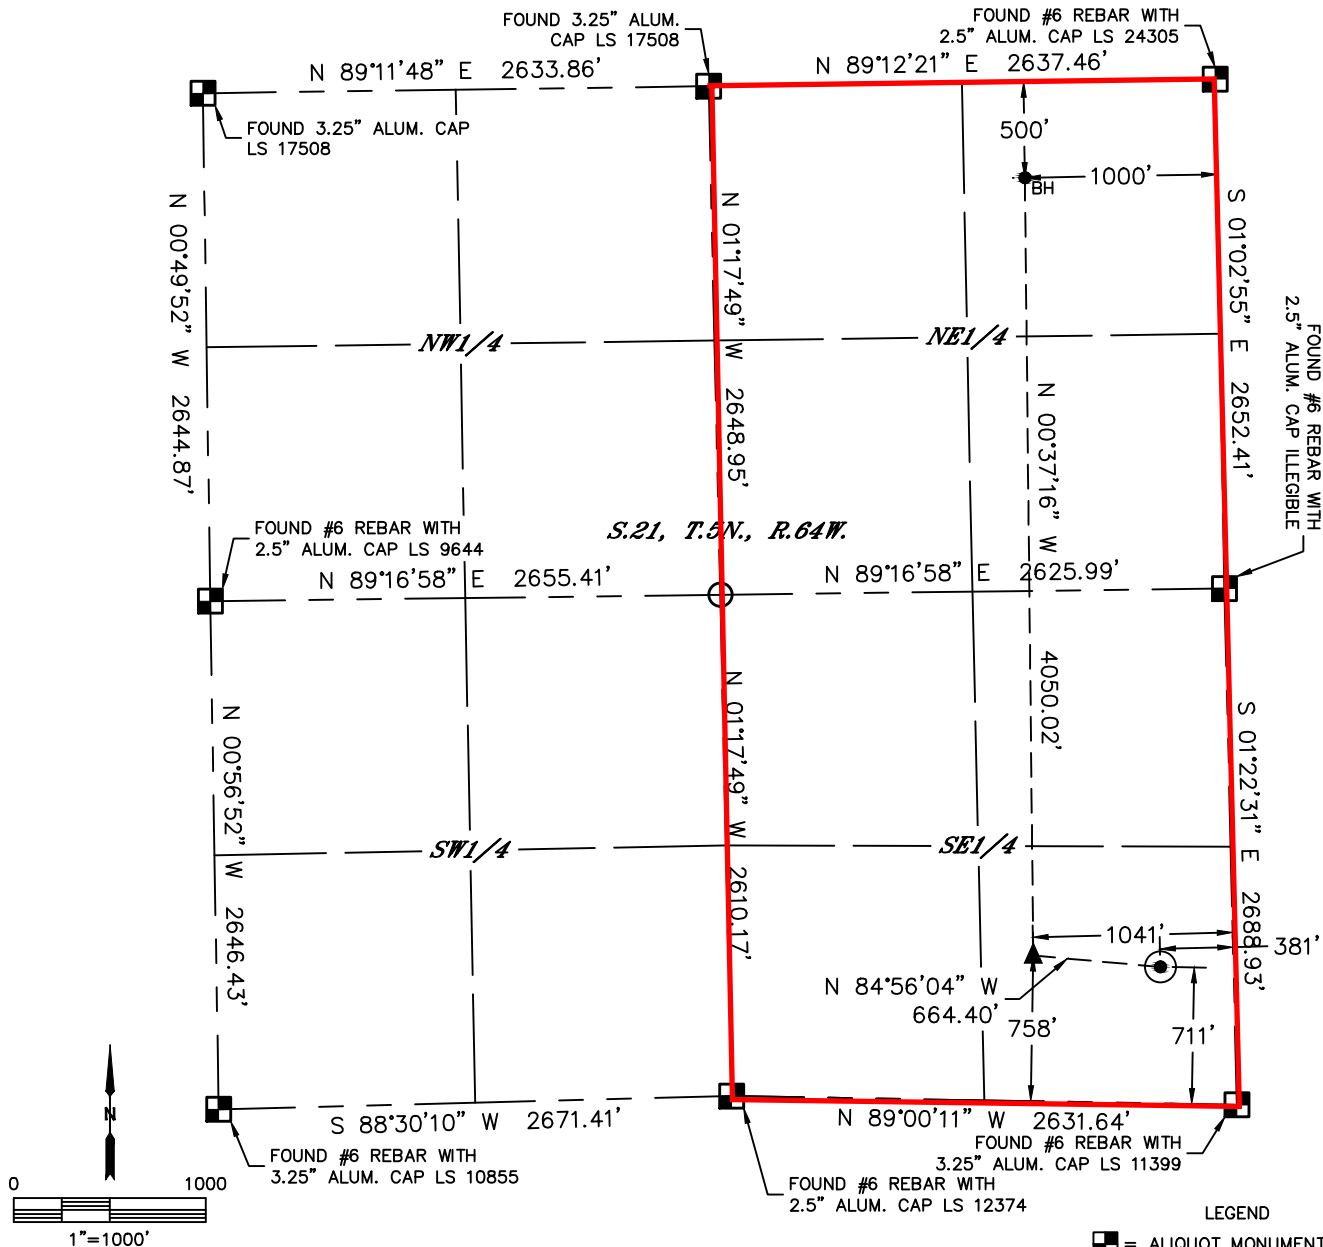 FOUND 3.25" ALUM.
CAP LS 17508
FOUND #6 REBAR WITH
2.5" ALUM. CAP LS 24305
N 89°11'48" E 2633.86'
N 89°12'21" E 2637.46'
FOUND 3.25" ALUM. CAP
LS 17508
500'
1000'
BH
N 00°49'52" W 2644.87'
N 01°17'49" W 2648.95'
S 01°02'55" E 2652.41'
FOUND #6 REBAR WITH
2.5" ALUM. CAP ILLEGIBLE
NW1/4
NE1/4
N 00°37'16" W 4050.02'
FOUND #6 REBAR WITH
2.5" ALUM. CAP LS 9644
S.21, T.5N., R.64W.
N 89°16'58" E 2655.41'
N 89°16'58" E 2625.99'
N 00°56'52" W 2646.43'
N 01°17'49" W 2610.17'
S 01°22'31" E 2688.93'
SW1/4
SE1/4
1041'
381'
N 84°56'04" W
664.40'
758'
711'
N
S 88°30'10" W 2671.41'
N 89°00'11" W 2631.64'
FOUND #6 REBAR WITH
3.25" ALUM. CAP LS 10855
FOUND #6 REBAR WITH
3.25" ALUM. CAP LS 11399
FOUND #6 REBAR WITH
2.5" ALUM. CAP LS 12374
0 1000
1"=1000'
LEGEND
= ALIQUOT MONUMENT